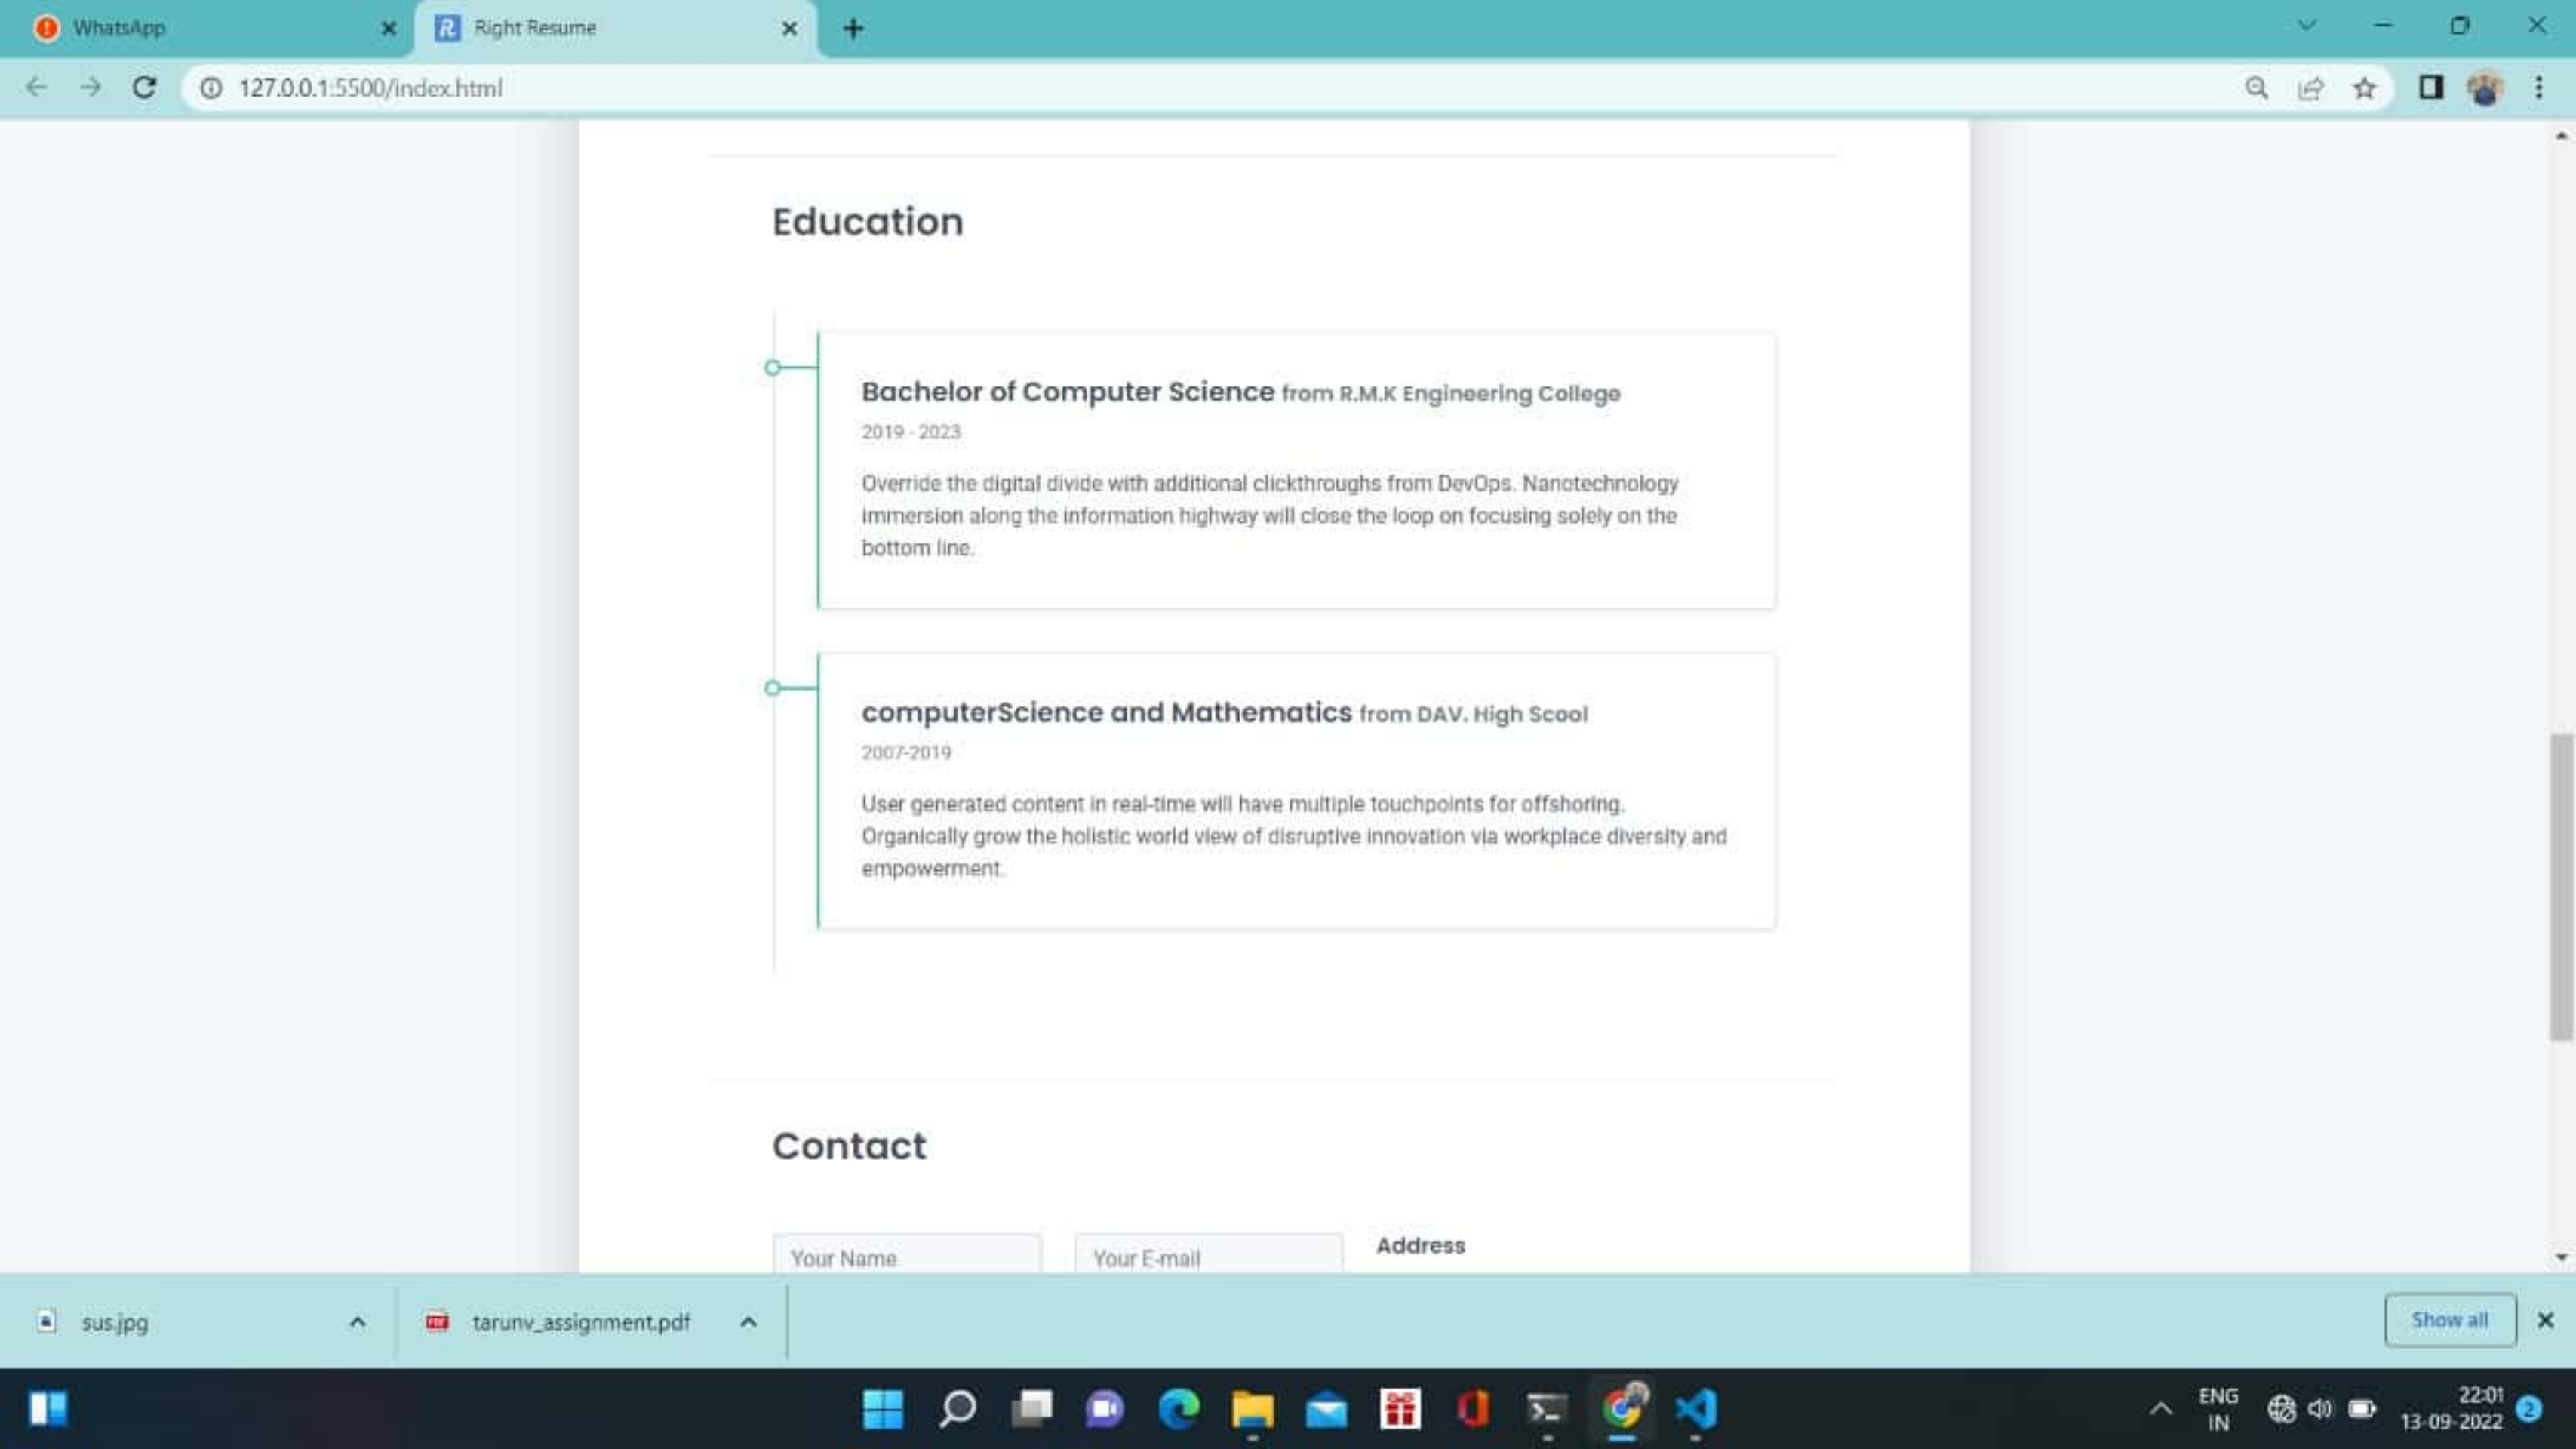 WhatsApp
Right Resume
127.0.0.1:5500/index.html
Education
Bachelor of Computer Science from R.M.K Engineering College
2019 - 2023
Override the digital divide with additional clickthroughs from DevOps. Nanotechnology
immersion along the information highway will close the loop on focusing solely on the
bottom line.
computerScience and Mathematics from DAV. High Scool
2007-2019
User generated content in real-time will have multiple touchpoints for offshoring.
Organically grow the holistic world view of disruptive innovation via workplace diversity and
empowerment.
Contact
Your Name
Your E-mail
Address
sus.jpg
tarunv_assignment.pdf
Show all
ENG
IN
22:01
13-09-2022
2